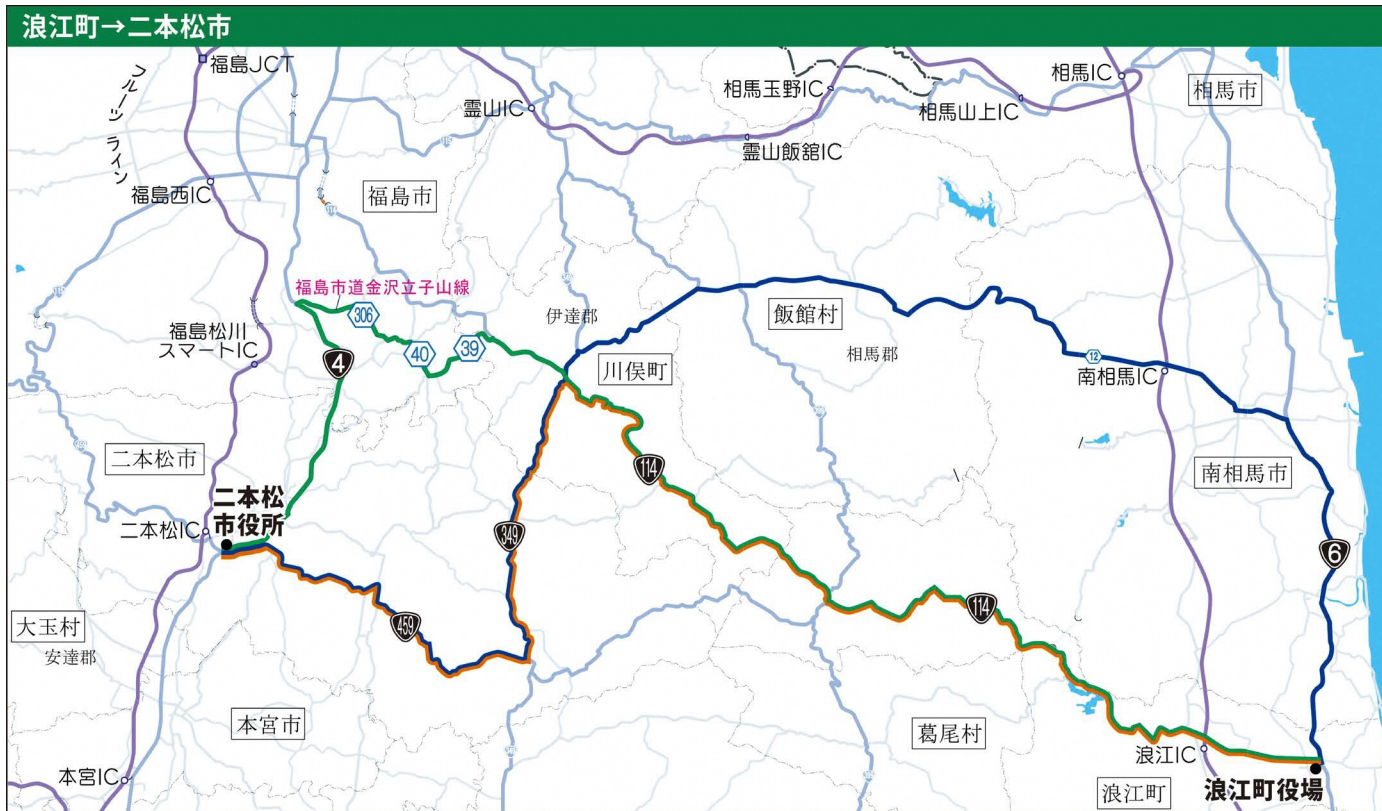 浪江町→二本松市
福島JCT
フルーツ ライン
相馬IC
相馬玉野IC
相馬市
霊山IC
相馬山上IC
115
霊山飯舘IC
福島西IC
福島市
114
福島市道金沢立子山線
306
伊達郡
飯館村
福島松川
スマートIC
4
40
39
川俣町
相馬郡
12
南相馬IC
二本松市
114
南相馬市
二本松
市役所
二本松IC
349
6
大玉村
安達郡
459
114
本宮市
葛尾村
浪江IC
本宮IC
浪江町
浪江町役場